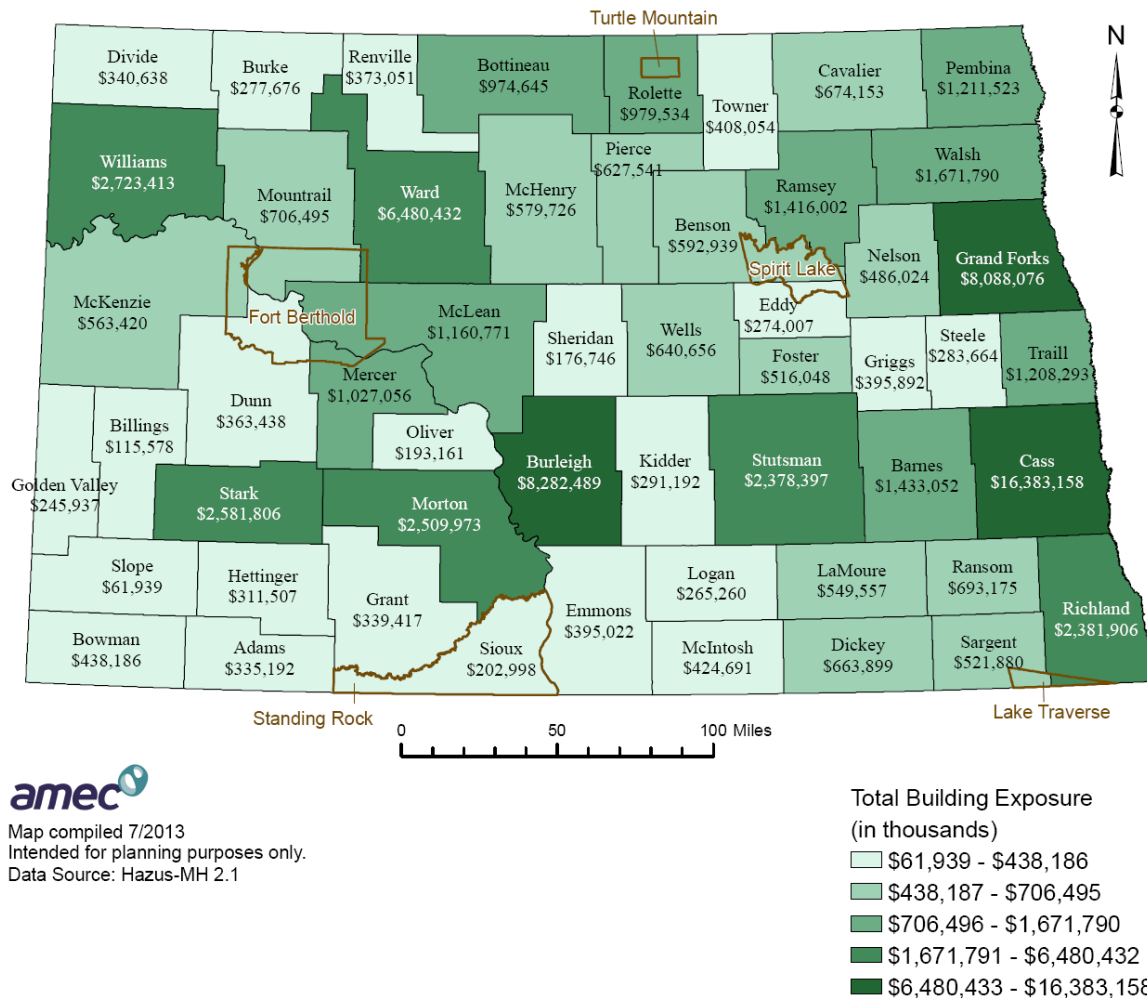 Turtle Mountain
N
Divide
$340,638
Burke
$277,676
Renville
$373,051
Bottineau
$974,645
Rolette
$979,534
Towner
$408,054
Cavalier
$674,153
Pembina
$1,211,523
Williams
$2,723,413
Mountrail
$706,495
Ward
$6,480,432
McHenry
$579,726
Pierce
$627,541
Benson
$592,939
Ramsey
$1,416,002
Walsh
$1,671,790
Nelson
$486,024
Grand Forks
$8,088,076
Spirit Lake
McKenzie
$563,420
Fort Berthold
McLean
$1,160,771
Sheridan
$176,746
Wells
$640,656
Eddy
$274,007
Foster
$516,048
Griggs
$395,892
Steele
$283,664
Traill
$1,208,293
Dunn
$363,438
Mercer
$1,027,056
Oliver
$193,161
Billings
$115,578
Golden Valley
$245,937
Stark
$2,581,806
Morton
$2,509,973
Burleigh
$8,282,489
Kidder
$291,192
Stutsman
$2,378,397
Barnes
$1,433,052
Cass
$16,383,158
Slope
$61,939
Hettinger
$311,507
Grant
$339,417
Emmons
$395,022
Logan
$265,260
LaMoure
$549,557
Ransom
$693,175
Richland
$2,381,906
Bowman
$438,186
Adams
$335,192
Sioux
$202,998
McIntosh
$424,691
Dickey
$663,899
Sargent
$521,880
Standing Rock
Lake Traverse
0 50 100 Miles
amec
Map compiled 7/2013
Intended for planning purposes only.
Data Source: Hazus-MH 2.1
Total Building Exposure
(in thousands)
$61,939 - $438,186
$438,187 - $706,495
$706,496 - $1,671,790
$1,671,791 - $6,480,432
$6,480,433 - $16,383,158